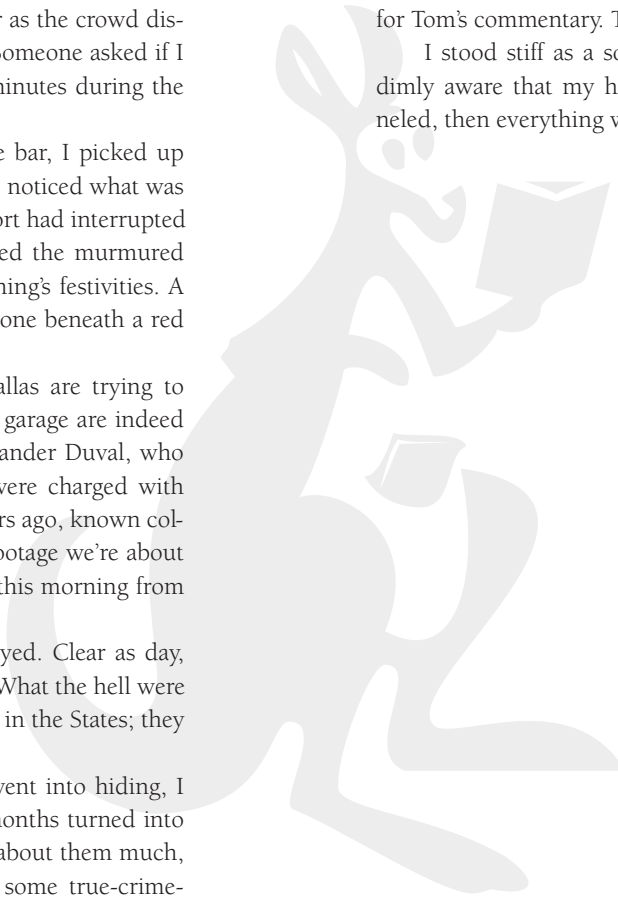 r as the crowd dis-
Someone asked if I
minutes during the
e bar, I picked up
noticed what was
ort had interrupted
ed the murmured
ning's festivities. A
one beneath a red
allas are trying to
garage are indeed
ander Duval, who
were charged with
rs ago, known col-
ootage we're about
this morning from
yed. Clear as day,
What the hell were
in the States; they
vent into hiding, I
months turned into
about them much,
some true-crime-
for Tom's commentary. T
I stood stiff as a so
dimly aware that my h
neled, then everything w